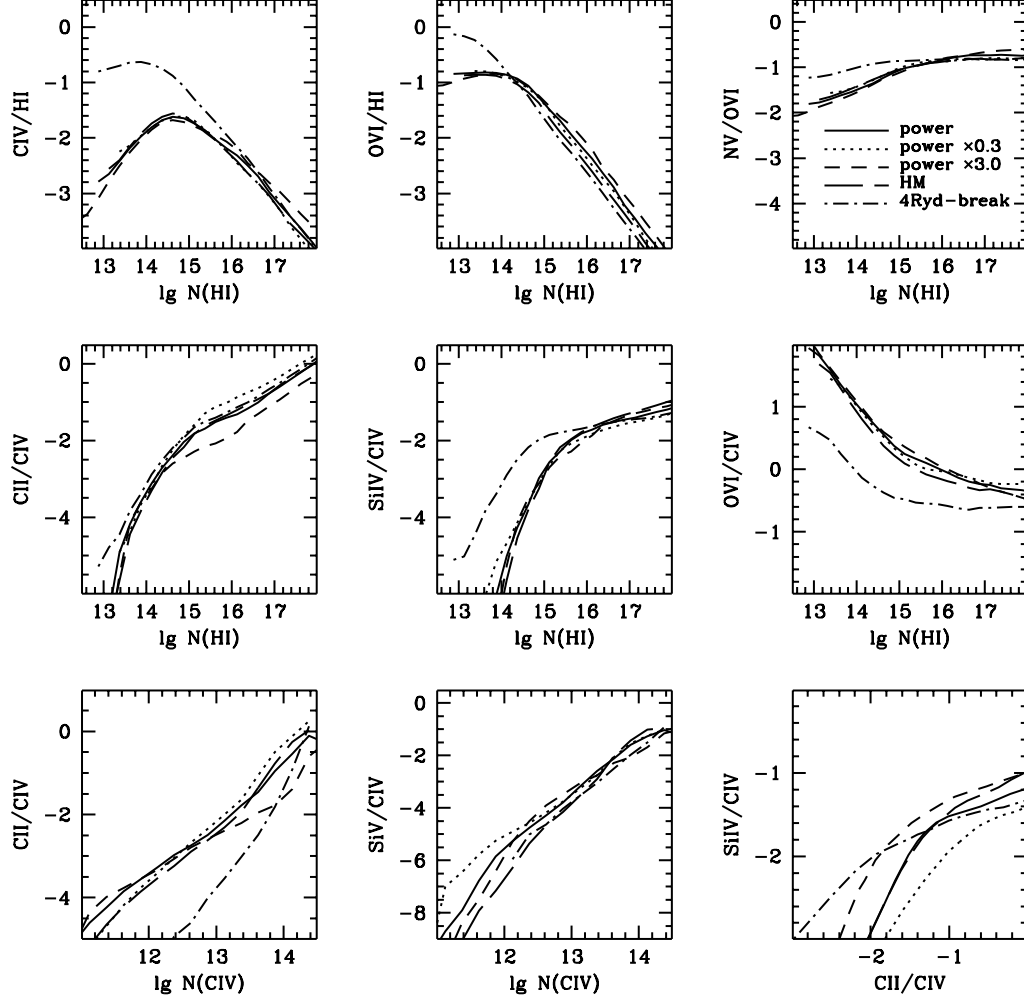 CIV/HI
0
−1
−2
−3
13 14 15 16 17
lg N(HI)
OVI/HI
0
−1
−2
−3
13 14 15 16 17
lg N(HI)
NV/OVI
0
−1
−2
−3
−4
power
power ×0.3
power ×3.0
HM
4Ryd−break
13 14 15 16 17
lg N(HI)
CII/CIV
0
−2
−4
13 14 15 16 17
lg N(HI)
SiIV/CIV
0
−2
−4
13 14 15 16 17
lg N(HI)
OVI/CIV
1
0
−1
13 14 15 16 17
lg N(HI)
CII/CIV
0
−2
−4
12 13 14
lg N(CIV)
SiV/CIV
0
−2
−4
−6
−8
12 13 14
lg N(CIV)
SiIV/CIV
−1
−2
−2 −1
CII/CIV